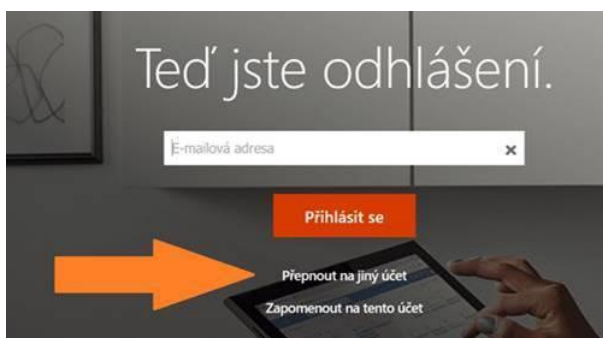 Teď jste odhlášení.
E-mailová adresa
Přihlásit se
Přepnout na jiný účet
Zapomenout na tento účet